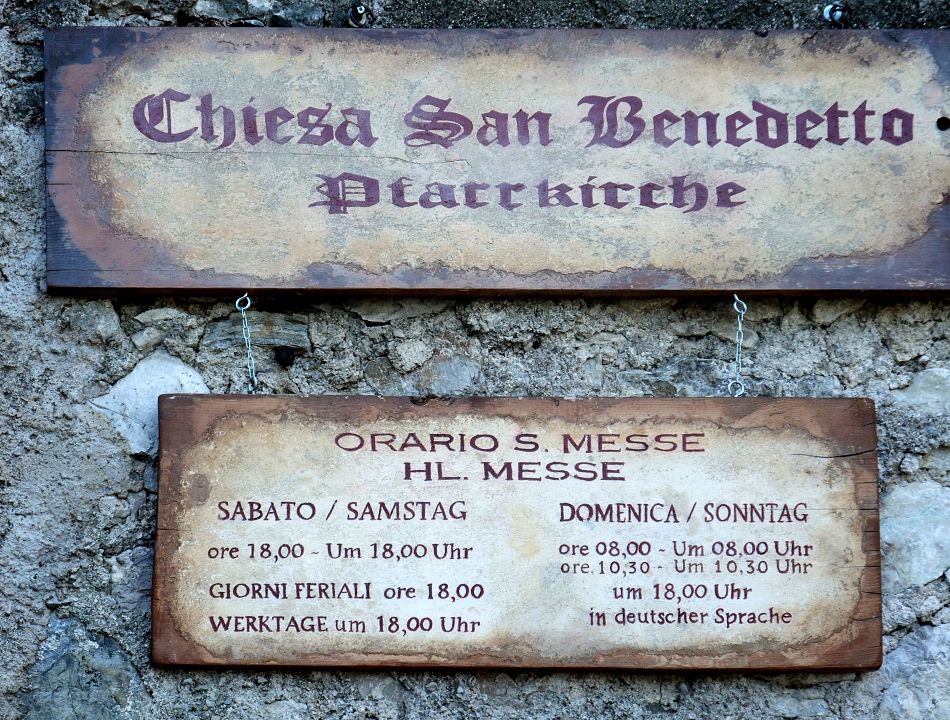 Chiesa San Benedetto
Pfarrkirche
ORARIO S. MESSE
HL. MESSE
SABATO / SAMSTAG
ore 18,00 - Um 18,00 Uhr
GIORNI FERIALI ore 18,00
WERKTAGE um 18,00 Uhr
DOMENICA / SONNTAG
ore 08,00 - Um 08,00 Uhr
ore 10,30 - Um 10.30 Uhr
um 18,00 Uhr
in deutscher Sprache